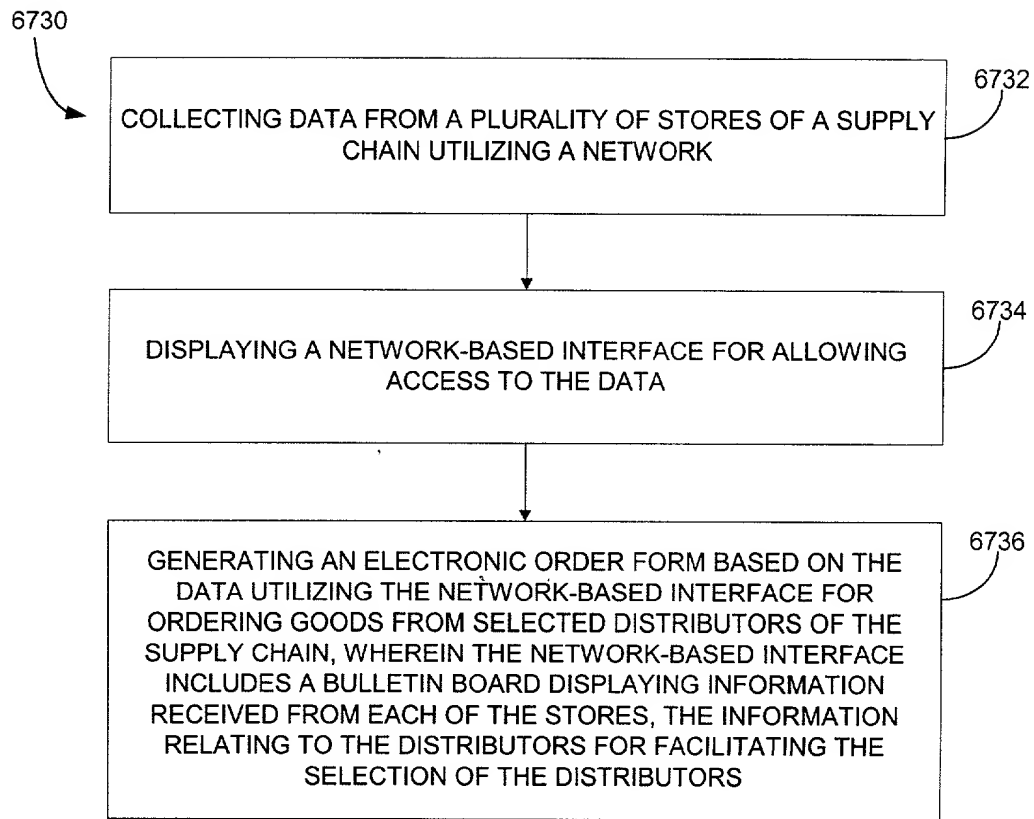 6730
6732
COLLECTING DATA FROM A PLURALITY OF STORES OF A SUPPLY
CHAIN UTILIZING A NETWORK
6734
DISPLAYING A NETWORK-BASED INTERFACE FOR ALLOWING
ACCESS TO THE DATA
6736
GENERATING AN ELECTRONIC ORDER FORM BASED ON THE
DATA UTILIZING THE NETWORK-BASED INTERFACE FOR
ORDERING GOODS FROM SELECTED DISTRIBUTORS OF THE
SUPPLY CHAIN, WHEREIN THE NETWORK-BASED INTERFACE
INCLUDES A BULLETIN BOARD DISPLAYING INFORMATION
RECEIVED FROM EACH OF THE STORES, THE INFORMATION
RELATING TO THE DISTRIBUTORS FOR FACILITATING THE
SELECTION OF THE DISTRIBUTORS